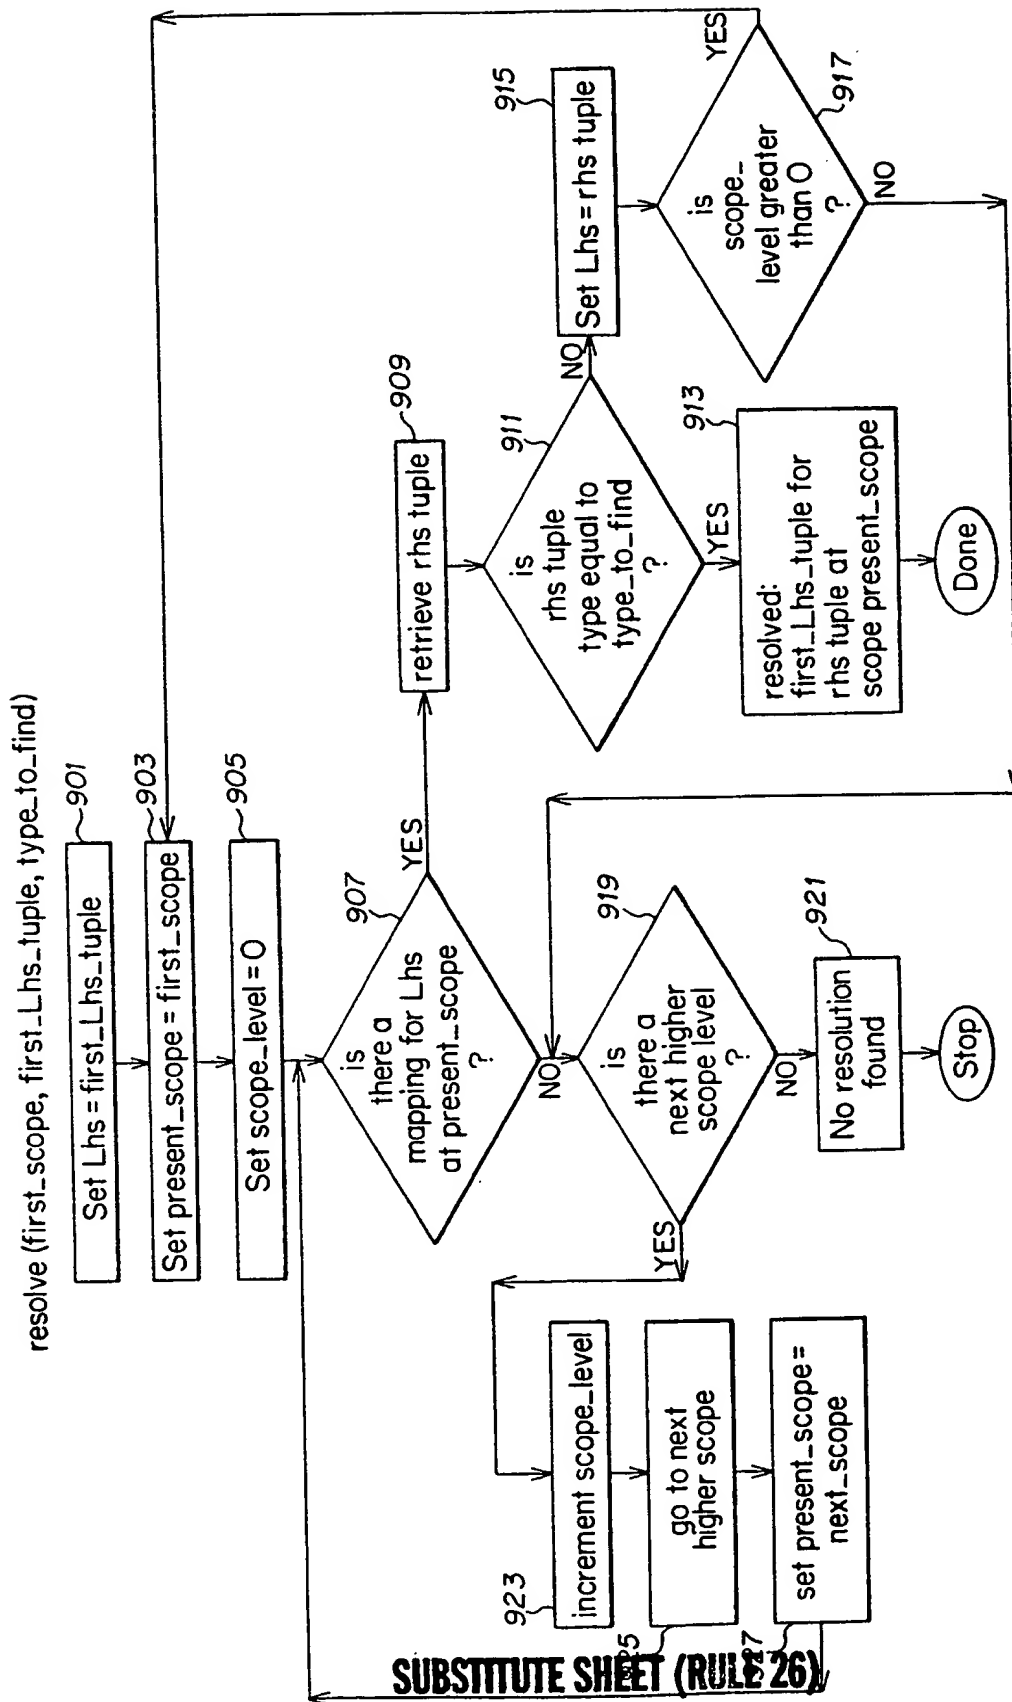 resolve (first_scope, first_Lhs_tuple, type_to_find)
901
Set Lhs = first_Lhs_tuple
903
Set present_scope = first_scope
905
Set scope_level = 0
907
is
there a
mapping for Lhs
at present_scope
?
YES
NO
909
retrieve rhs tuple
911
is
rhs tuple
type equal to
type_to_find
?
NO
YES
913
resolved:
first_Lhs_tuple for
rhs tuple at
scope present_scope
Done
915
Set Lhs = rhs tuple
917
is
scope_
level greater
than 0
?
YES
NO
919
is
there a
next higher
scope level
?
YES
NO
921
No resolution
found
Stop
923
increment scope_level
go to next
higher scope
set present_scope =
next_scope
SUBSTITUTE SHEET (RULE 26)